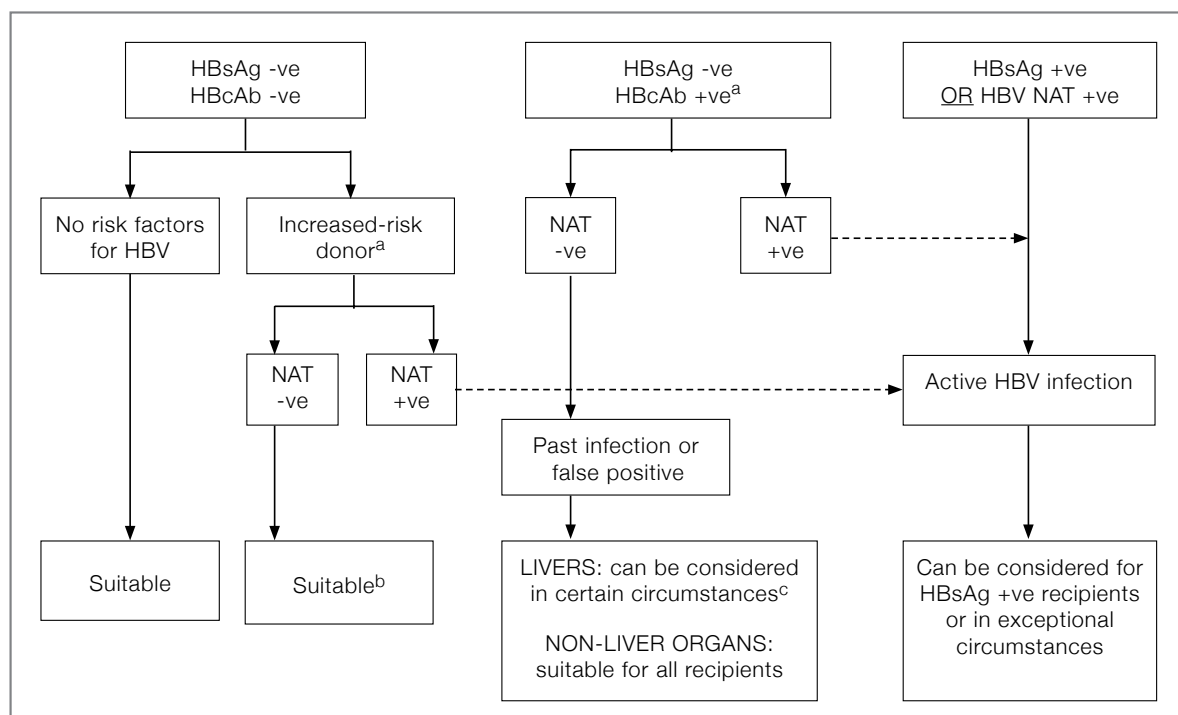 HBsAg -ve
HBcAb -ve
HBsAg -ve
HBcAb +veᵃ
HBsAg +ve
OR HBV NAT +ve
No risk factors
for HBV
Increased-risk
donorᵃ
NAT
-ve
NAT
+ve
NAT
-ve
NAT
+ve
Active HBV infection
Past infection or
false positive
Suitable
Suitableᵇ
LIVERS: can be considered
in certain circumstancesᶜ
NON-LIVER ORGANS:
suitable for all recipients
Can be considered for
HBsAg +ve recipients
or in exceptional
circumstances